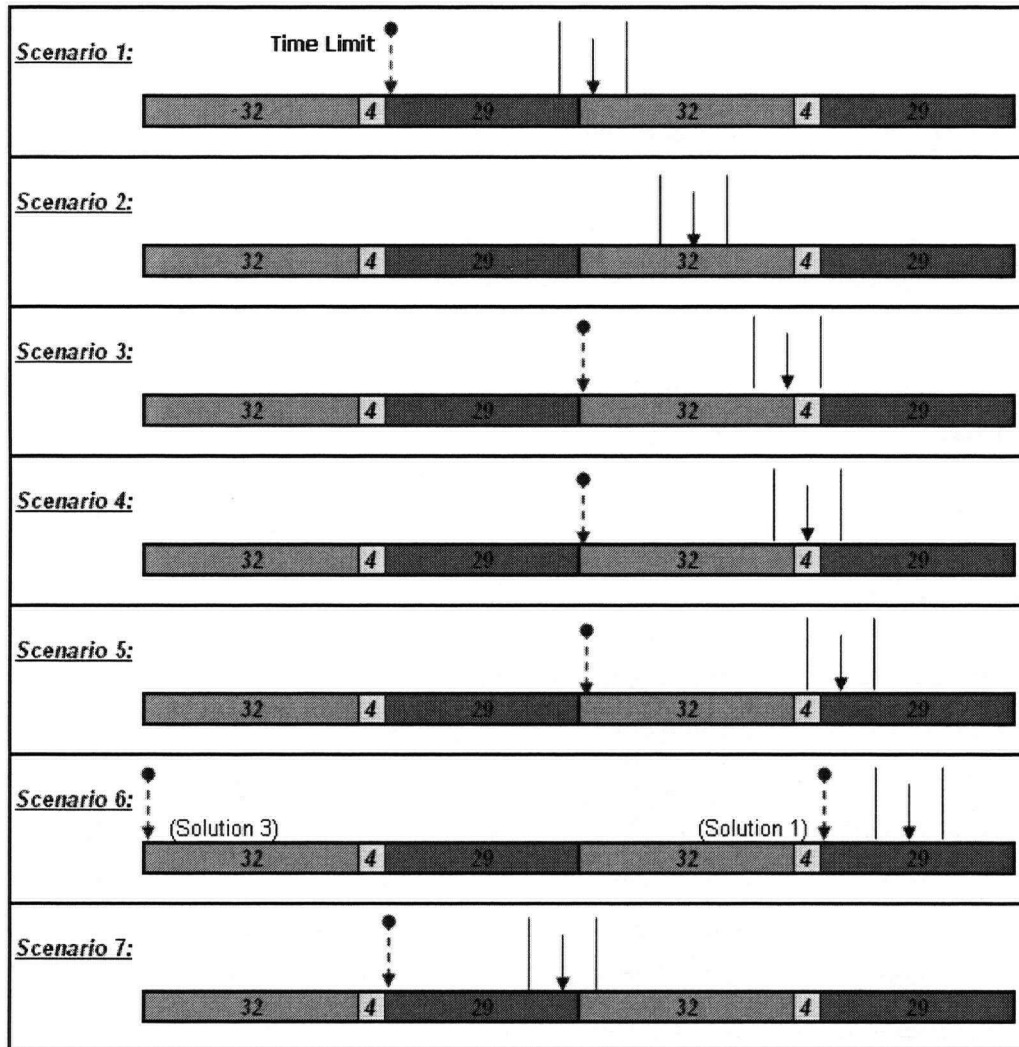 Scenario 1:
Time Limit
32 4 29 32 4 29
Scenario 2:
32 4 29 32 4 29
Scenario 3:
32 4 29 32 4 29
Scenario 4:
32 4 29 32 4 29
Scenario 5:
32 4 29 32 4 29
Scenario 6:
(Solution 3) (Solution 1)
32 4 29 32 4 29
Scenario 7:
32 4 29 32 4 29